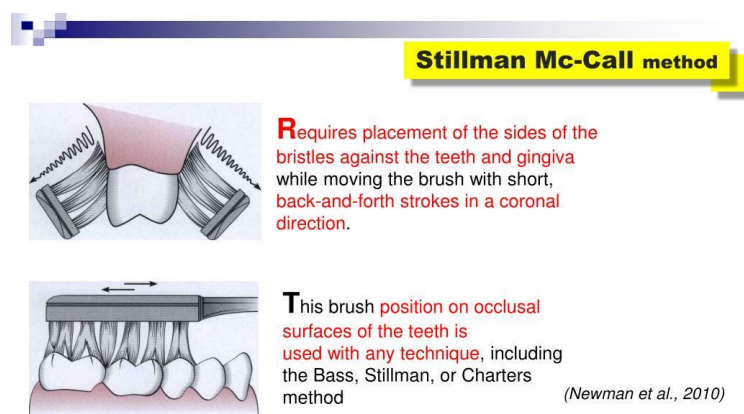 Stillman Mc-Call method
Requires placement of the sides of the
bristles against the teeth and gingiva
while moving the brush with short,
back-and-forth strokes in a coronal
direction.
This brush position on occlusal
surfaces of the teeth is
used with any technique, including
the Bass, Stillman, or Charters
method
(Newman et al., 2010)